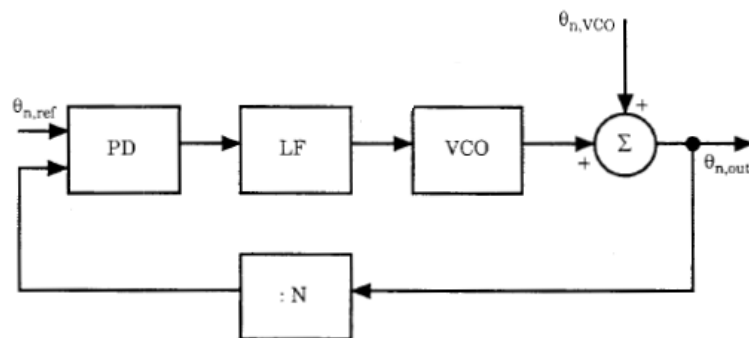 θn,VCO
θn,ref
+
PD
LF
VCO
Σ
+
θn,out
: N